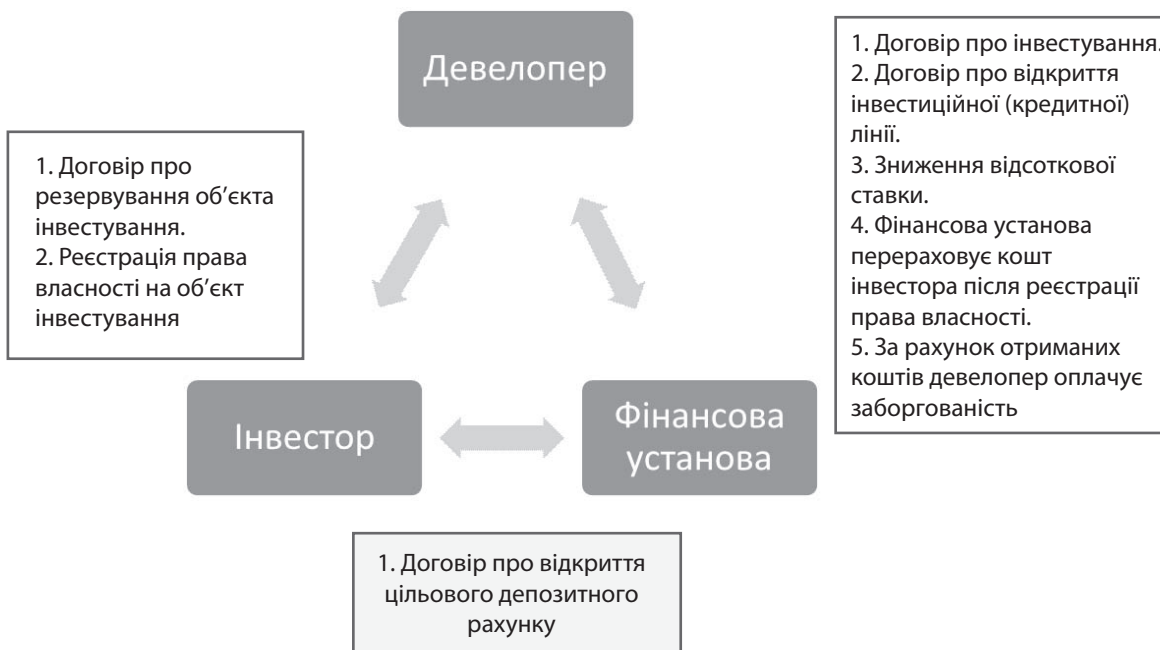 Девелопер
1. Договір про
резервування об’єкта
інвестування.
2. Реєстрація права
власності на об’єкт
інвестування
1. Договір про інвестування.
2. Договір про відкриття
інвестиційної (кредитної)
лінії.
3. Зниження відсоткової
ставки.
4. Фінансова установа
перераховує кошт
інвестора після реєстрації
права власності.
5. За рахунок отриманих
коштів девелопер оплачує
заборгованість
Інвестор
Фінансова
установа
1. Договір про відкриття
цільового депозитного
рахунку